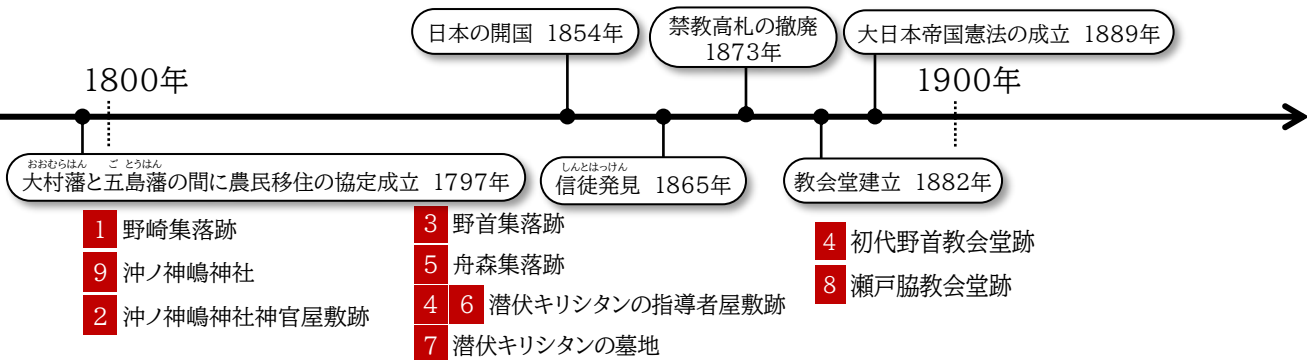 日本の開国 1854年
禁教高札の撤廃
1873年
大日本帝国憲法の成立 1889年
1800年
1900年
おおむらはん ごとうはん
大村藩と五島藩の間に農民移住の協定成立 1797年
しんとはっけん
信徒発見 1865年
教会堂建立 1882年
1 野崎集落跡
9 沖ノ神嶋神社
2 沖ノ神嶋神社神官屋敷跡
3 野首集落跡
5 舟森集落跡
4 6 潜伏キリシタンの指導者屋敷跡
7 潜伏キリシタンの墓地
4 初代野首教会堂跡
8 瀬戸脇教会堂跡